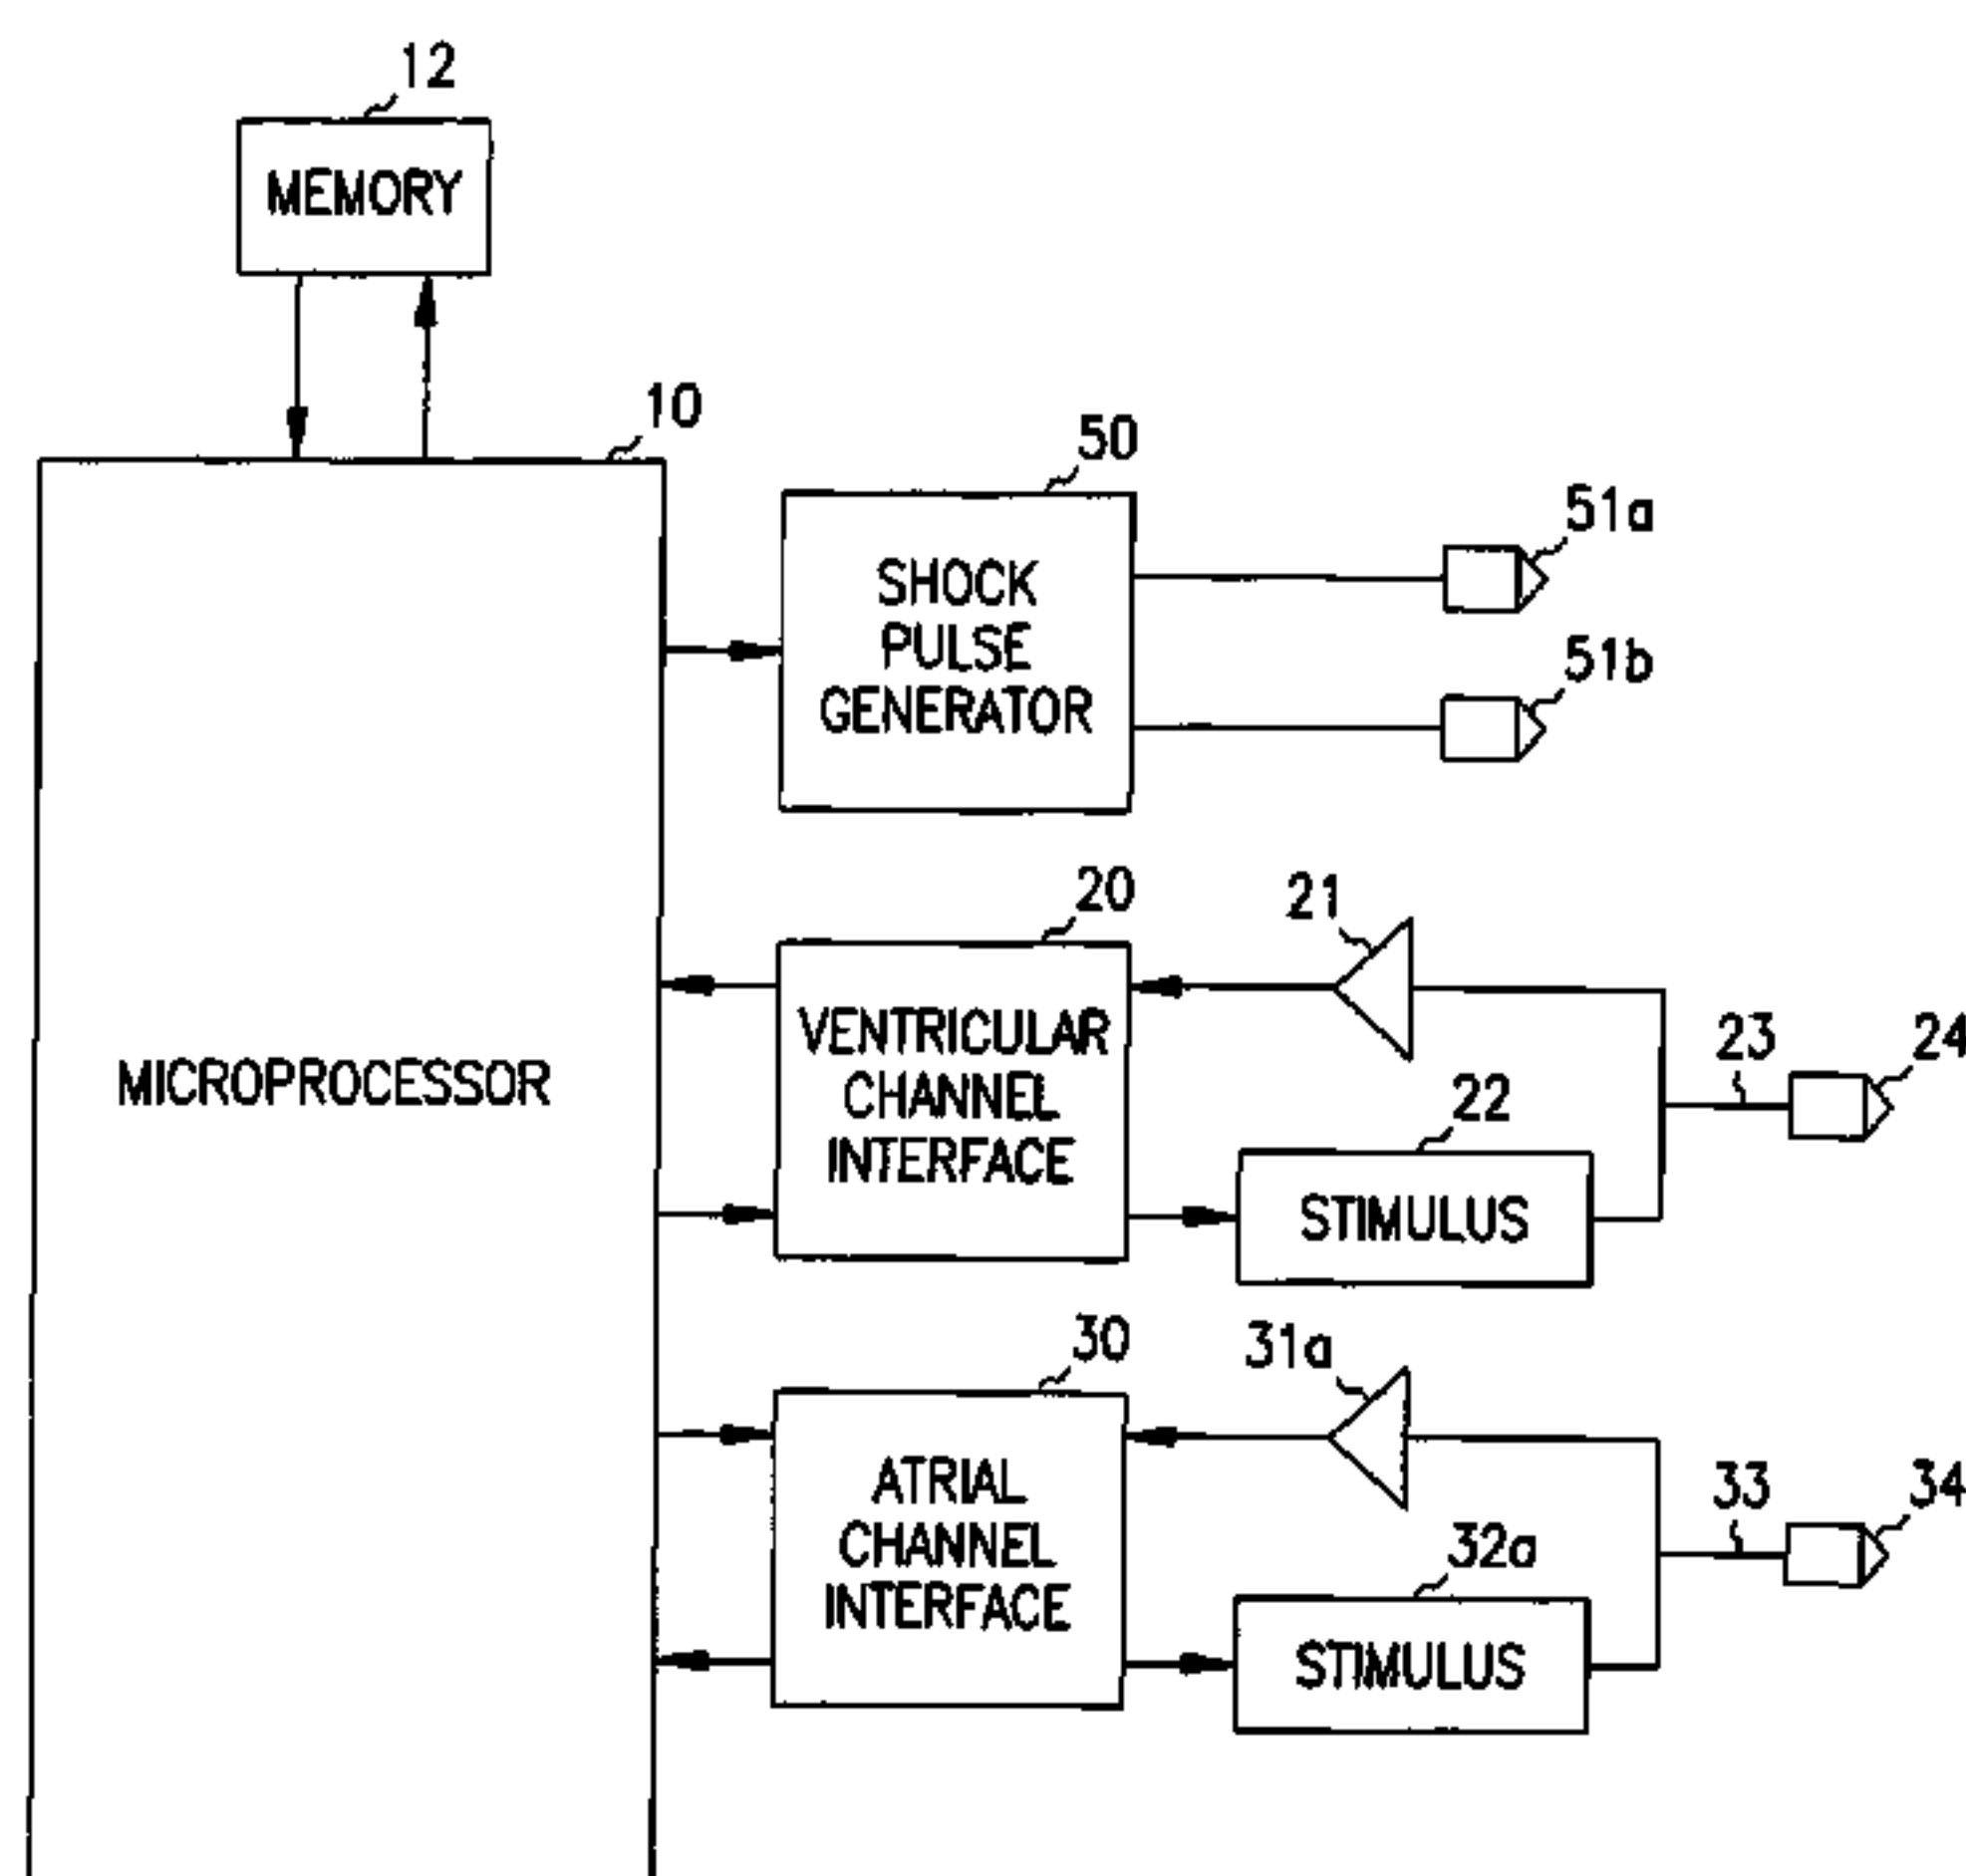 12
MEMORY
10
50
SHOCK
PULSE
GENERATOR
51a
51b
MICROPROCESSOR
20
VENTRICULAR
CHANNEL
INTERFACE
21
22
STIMULUS
23
24
30
ATRIAL
CHANNEL
INTERFACE
31a
32a
STIMULUS
33
34